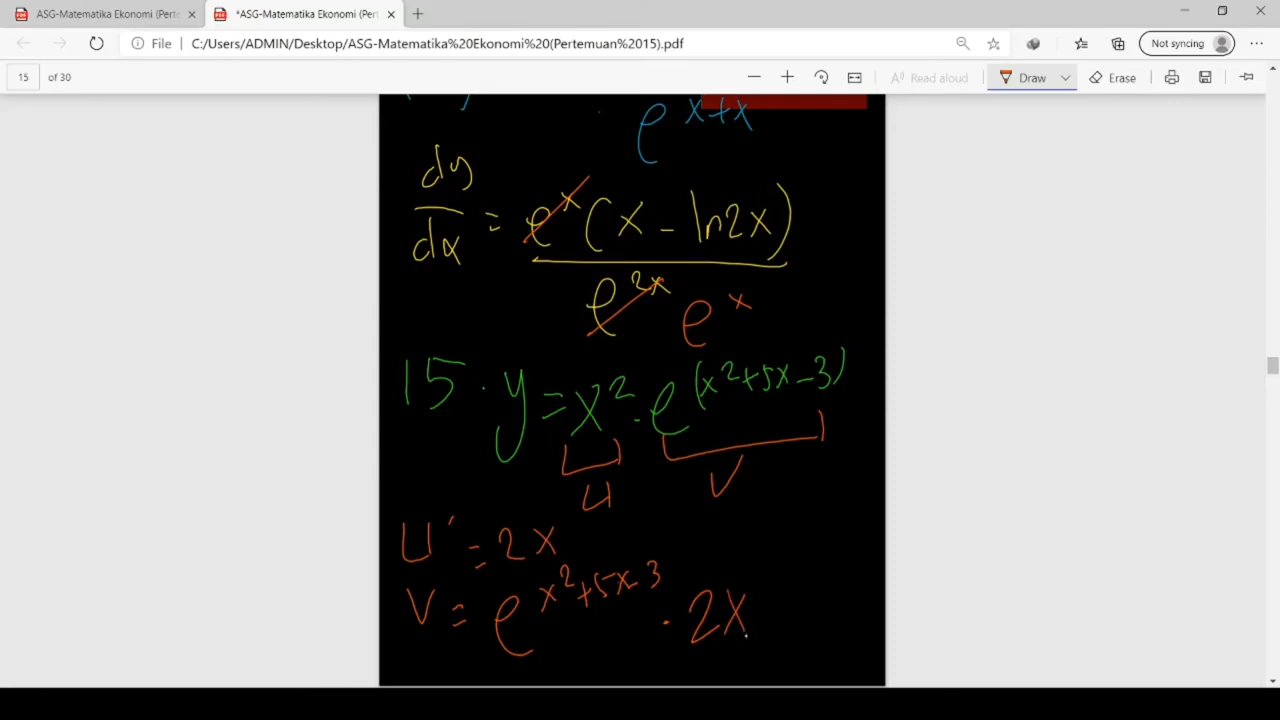 ASG-Matematika Ekonomi (Perte
*ASG-Matematika Ekonomi (Pert
File | C:/Users/ADMIN/Desktop/ASG-Matematika%20Ekonomi%20(Pertemuan%2015).pdf
Not syncing
15 of 30
Read aloud
Draw
Erase
e^{x+x}
dy/dx = e^x (x - ln2x) / e^{2x} e^x
15. y = x^2 . e^{(x^2+5x-3)}
U V
U' = 2x
V = e^{x^2+5x-3} . 2x